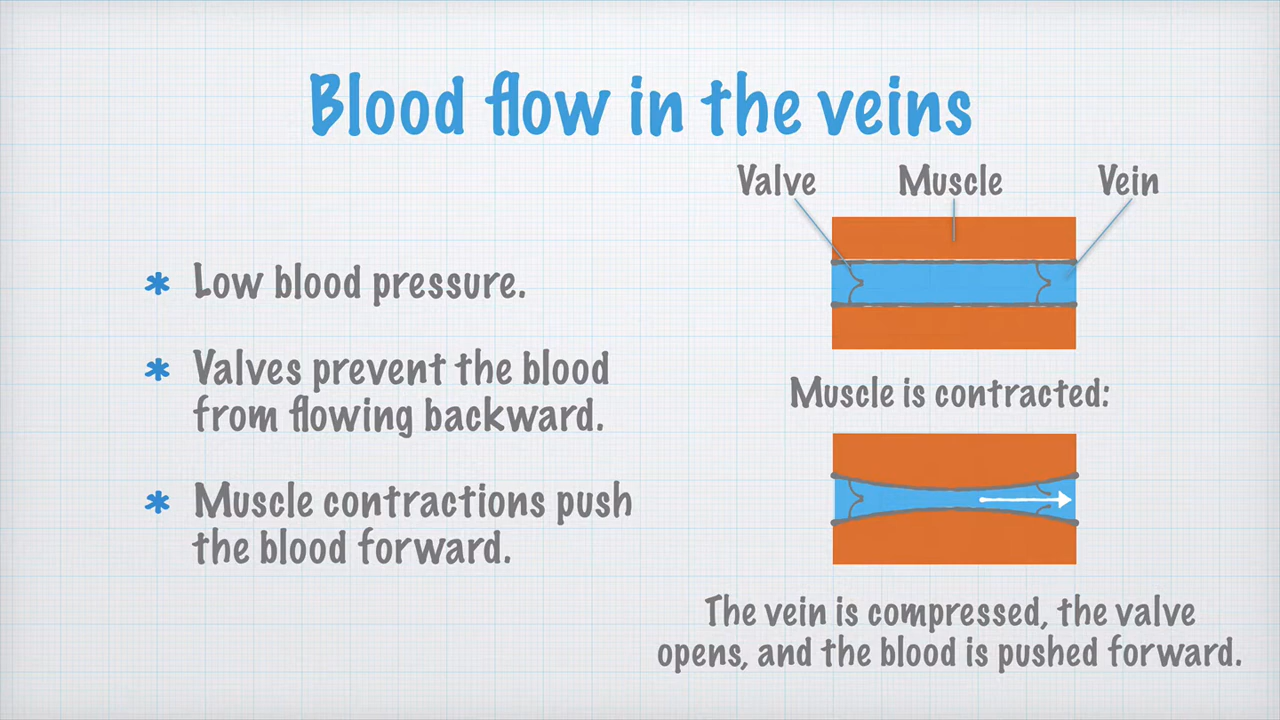 Blood flow in the veins
* Low blood pressure.
* Valves prevent the blood
from flowing backward.
* Muscle contractions push
the blood forward.
Valve Muscle Vein
Muscle is contracted:
The vein is compressed, the valve
opens, and the blood is pushed forward.